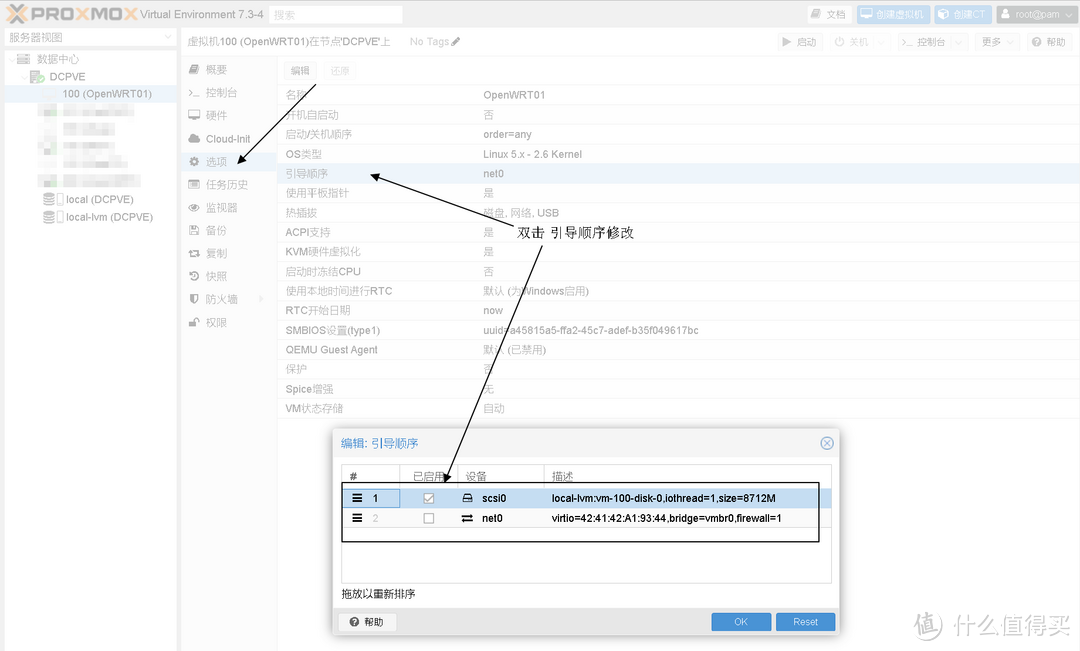 PROXMOX Virtual Environment 7.3-4 搜索 文档 创建虚拟机 创建CT root@pam
服务器视图
虚拟机100 (OpenWRT01)在节点'DCPVE'上 No Tags 启动 关机 控制台 更多 帮助
数据中心
DCPVE
100 (OpenWRT01)
local (DCPVE)
local-lvm (DCPVE)
概要
控制台
硬件
Cloud-Init
选项
任务历史
监视器
备份
复制
快照
防火墙
权限
编辑 还原
名称 OpenWRT01
开机自启动 否
启动/关机顺序 order=any
OS类型 Linux 5.x - 2.6 Kernel
引导顺序 net0
使用平板指针 是
热插拔 磁盘, 网络, USB
ACPI支持 是
KVM硬件虚拟化 是
启动时冻结CPU 否
使用本地时间进行RTC 默认 (为Windows启用)
RTC开始日期 now
SMBIOS设置(type1) uuid=a45815a5-ffa2-45c7-adef-b35f049617bc
QEMU Guest Agent 默认 (已禁用)
保护 否
Spice增强 无
VM状态存储 自动
双击 引导顺序修改
编辑: 引导顺序
# 已启用 设备 描述
1 scsi0 local-lvm:vm-100-disk-0,iothread=1,size=8712M
2 net0 virtio=42:41:42:A1:93:44,bridge=vmbr0,firewall=1
拖放以重新排序
帮助 OK Reset
值 什么值得买